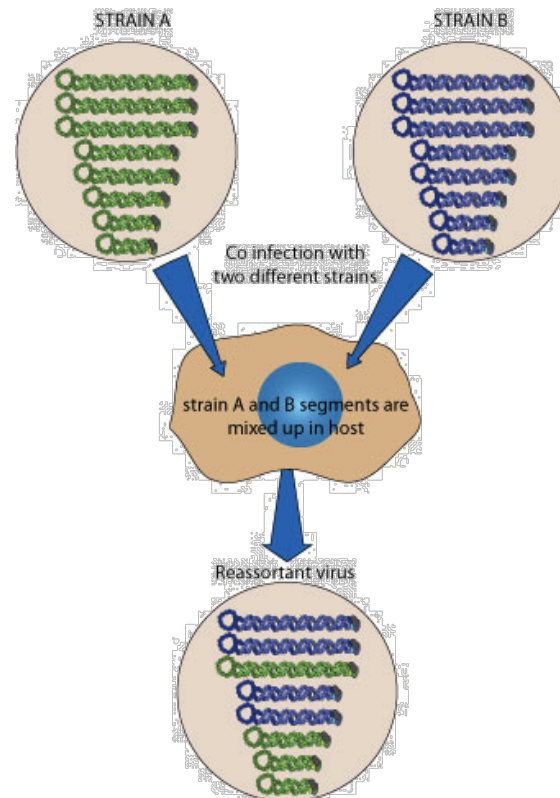 STRAIN A
STRAIN B
Co infection with
two different strains
strain A and B segments are
mixed up in host
Reassortant virus